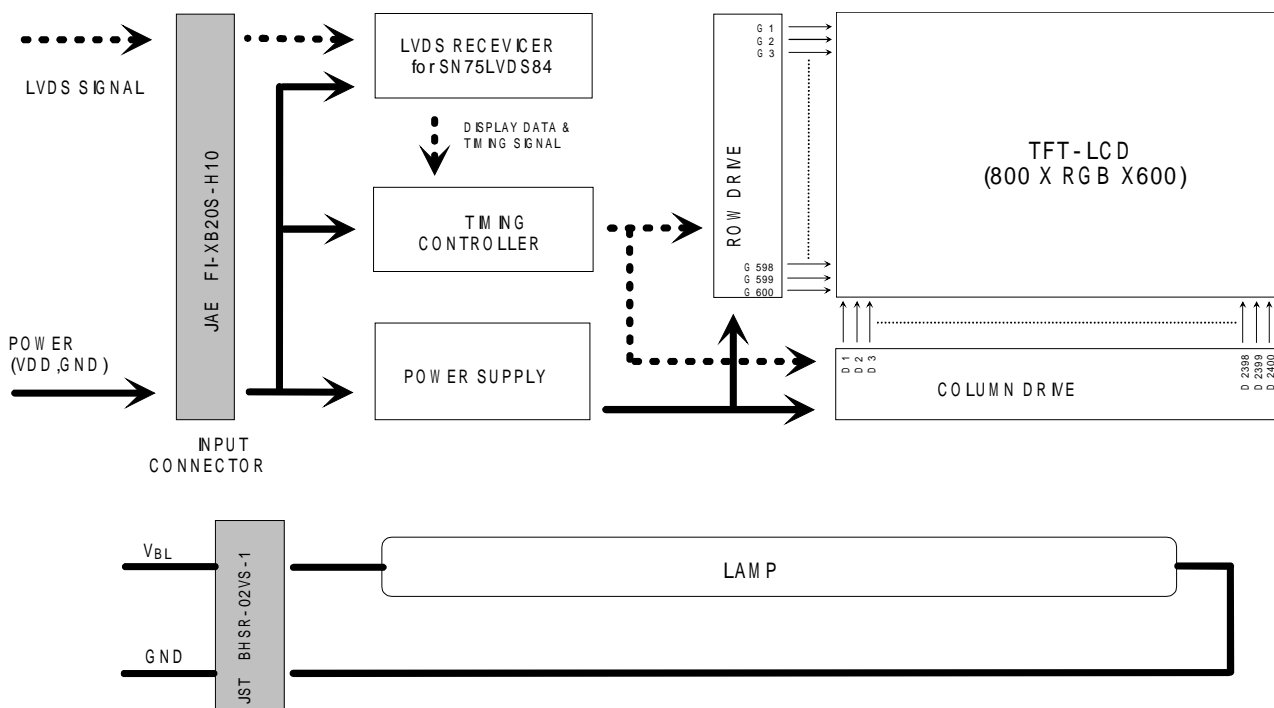 LVDS SIGNAL
POWER
(VDD,GND)
JAE FI-XB20S-H10
INPUT
CONNECTOR
LVDS RECEVICER
for SN75LVDS84
DISPLAY DATA &
TIMING SIGNAL
TIMING
CONTROLLER
POWER SUPPLY
ROW DRIVE
G 1
G 2
G 3
G 598
G 599
G 600
TFT-LCD
(800 X RGB X600)
D 1
D 2
D 3
D 2398
D 2399
D 2400
COLUMN DRIVE
VBL
GND
JST BHSR-02VS-1
LAMP